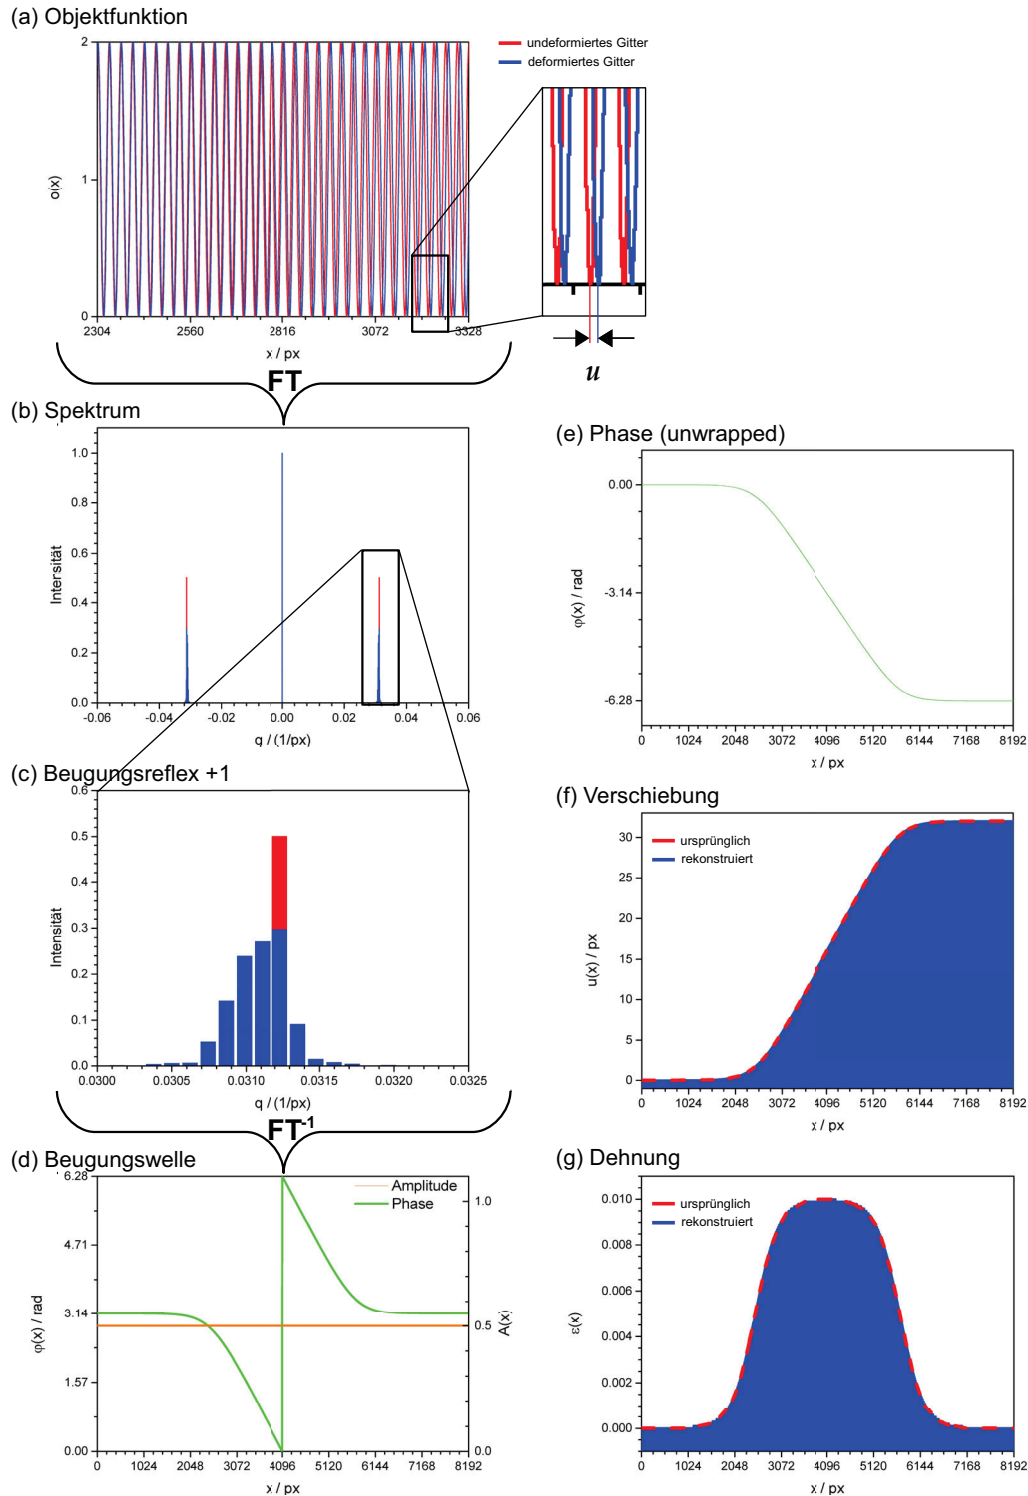 (a) Objektfunktion
undeformiertes Gitter
deformiertes Gitter
2
1
0
o(x)
2304 2560 2816 3072 3328
x / px
u
FT
(b) Spektrum
1.0
0.8
0.6
0.4
0.2
0.0
Intensität
-0.06 -0.04 -0.02 0.00 0.02 0.04 0.06
q / (1/px)
(c) Beugungsreflex +1
0.6
0.5
0.4
0.3
0.2
0.1
0.0
Intensität
0.0300 0.0305 0.0310 0.0315 0.0320 0.0325
q / (1/px)
FT-1
(d) Beugungswelle
6.28
4.71
3.14
1.57
0.00
φ(x) / rad
Amplitude
Phase
1.0
0.5
0.0
A(x)
0 1024 2048 3072 4096 5120 6144 7168 8192
x / px
(e) Phase (unwrapped)
0.00
-3.14
-6.28
φ(x) / rad
0 1024 2048 3072 4096 5120 6144 7168 8192
x / px
(f) Verschiebung
ursprünglich
rekonstruiert
30
25
20
15
10
5
0
u(x) / px
0 1024 2048 3072 4096 5120 6144 7168 8192
x / px
(g) Dehnung
ursprünglich
rekonstruiert
0.010
0.008
0.006
0.004
0.002
0.000
ε(x)
0 1024 2048 3072 4096 5120 6144 7168 8192
x / px